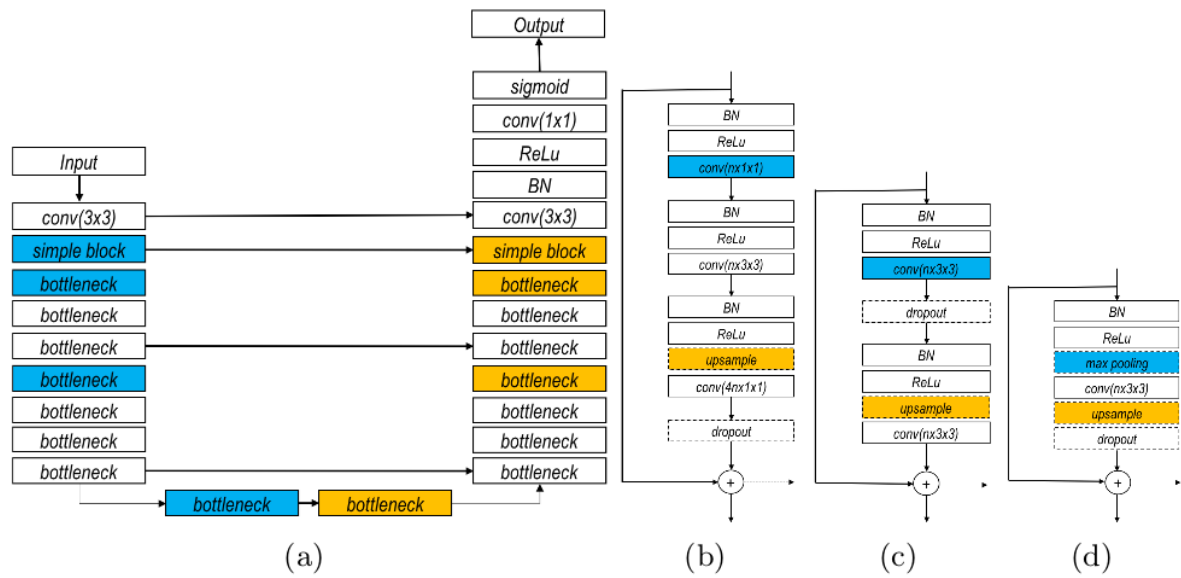 Input
conv(3x3)
simple block
bottleneck
bottleneck
bottleneck
bottleneck
bottleneck
bottleneck
bottleneck
bottleneck
bottleneck
Output
sigmoid
conv(1x1)
ReLu
BN
conv(3x3)
simple block
bottleneck
bottleneck
bottleneck
bottleneck
bottleneck
bottleneck
bottleneck
(a)
BN
ReLu
conv(nx1x1)
BN
ReLu
conv(nx3x3)
BN
ReLu
upsample
conv(4nx1x1)
dropout
+
(b)
BN
ReLu
conv(nx3x3)
dropout
BN
ReLu
upsample
conv(nx3x3)
+
(c)
BN
ReLu
max pooling
conv(nx3x3)
upsample
dropout
+
(d)